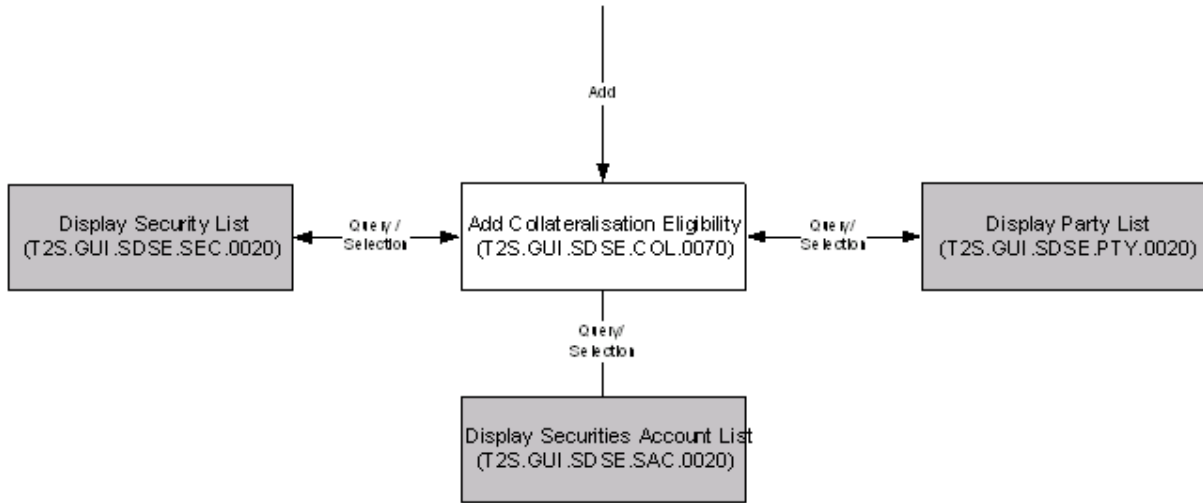 Add
Display Security List
(T2S.GUI.SDSE.SEC.0020)
Query /
Selection
Add Collateralisation Eligibility
(T2S.GUI.SDSE.COL.0070)
Query /
Selection
Display Party List
(T2S.GUI.SDSE.PTY.0020)
Query/
Selection
Display Securities Account List
(T2S.GUI.SDSE.SAC.0020)